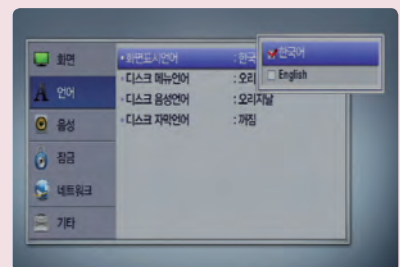 화면
언어
음성
잠금
네트워크
기타
• 화면표시언어 : 한국
• 디스크 메뉴언어 : 오리
• 디스크 음성언어 : 오리지날
• 디스크 자막언어 : 꺼짐
한국어
English